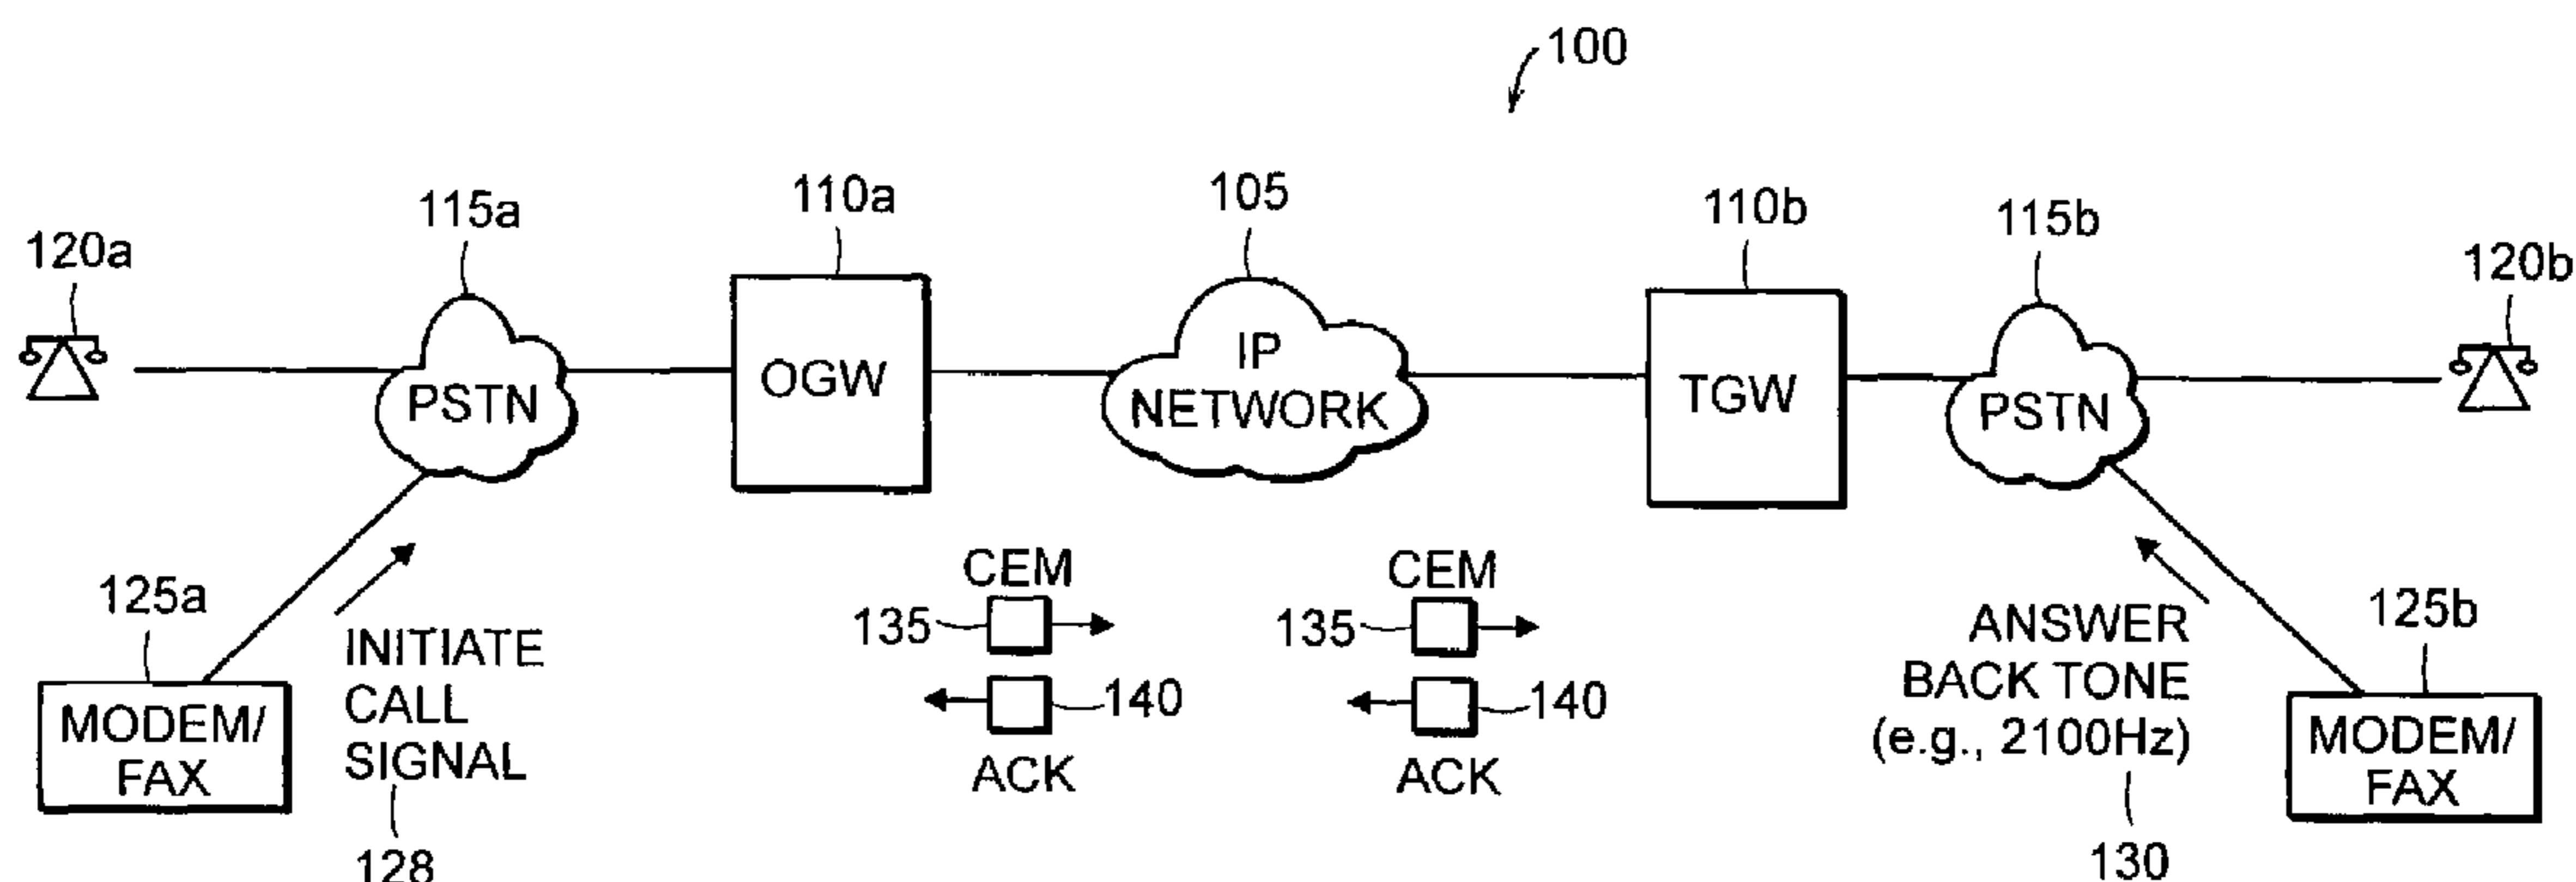 100
120a
115a
110a
105
110b
115b
120b
PSTN
OGW
IP
NETWORK
TGW
PSTN
125a
MODEM/
FAX
INITIATE
CALL
SIGNAL
128
CEM
135
140
ACK
CEM
135
140
ACK
ANSWER
BACK TONE
(e.g., 2100Hz)
130
125b
MODEM/
FAX